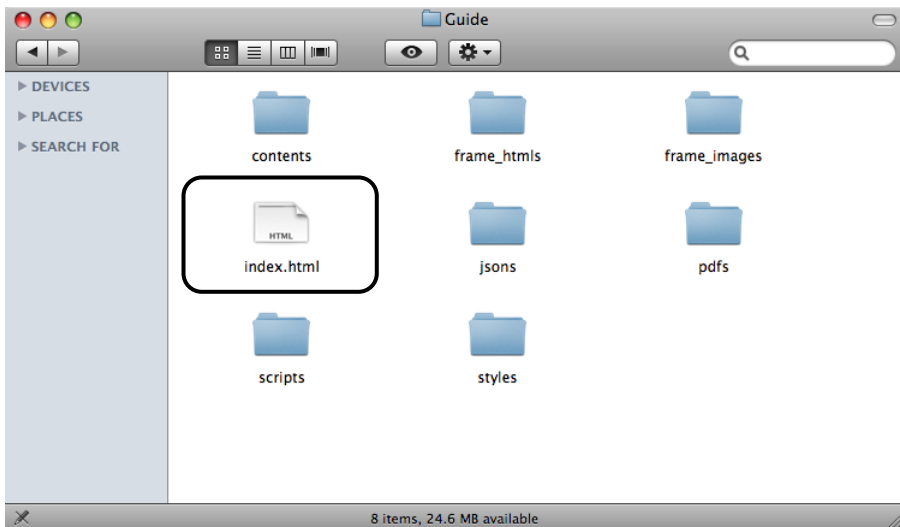 Guide
DEVICES
PLACES
SEARCH FOR
contents
frame_htmls
frame_images
HTML
index.html
jsons
pdfs
scripts
styles
8 items, 24.6 MB available